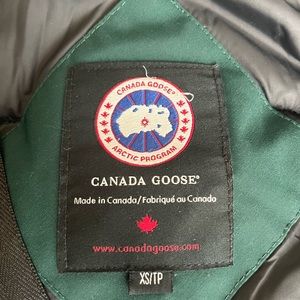 CANADA GOOSE®
ARCTIC PROGRAM
CANADA GOOSE®
Made in Canada/Fabriqué au Canada
www.canadagoose.com
XS/TP